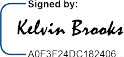 Signed by:
Kelvin Brooks
A0F3F24DC182406